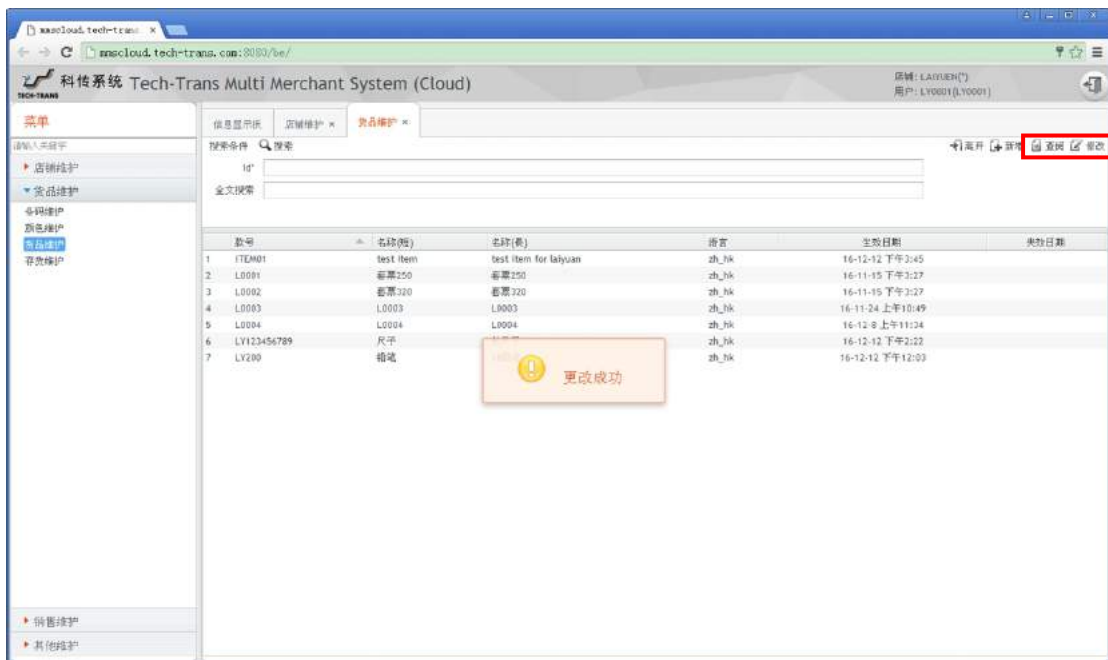 mmscloud.tech-trans ×
mmscloud.tech-trans.com:8080/be/
科传系统 Tech-Trans Multi Merchant System (Cloud)
TECH-TRANS
店铺: LAIYUEN(*)
用户: LY0001(LY0001)
菜单
信息显示板 店铺维护 × 货品维护 ×
请输入关键字
搜索条件 搜索 离开 新增 查阅 修改
店铺维护
Id*
货品维护
全文搜索
条码维护
颜色维护
货品维护
存货维护
款号 名称(短) 名称(長) 语言 生效日期 失效日期
1 ITEM01 test item test item for laiyuan zh_hk 16-12-12 下午3:45
2 L0001 套票250 套票250 zh_hk 16-11-15 下午3:27
3 L0002 套票320 套票320 zh_hk 16-11-15 下午3:27
4 L0003 L0003 L0003 zh_hk 16-11-24 上午10:49
5 L0004 L0004 L0004 zh_hk 16-12-8 上午11:34
6 LY123456789 尺子 zh_hk 16-12-12 下午2:22
7 LY200 铅笔 zh_hk 16-12-12 下午12:03
更改成功
销售维护
其他维护